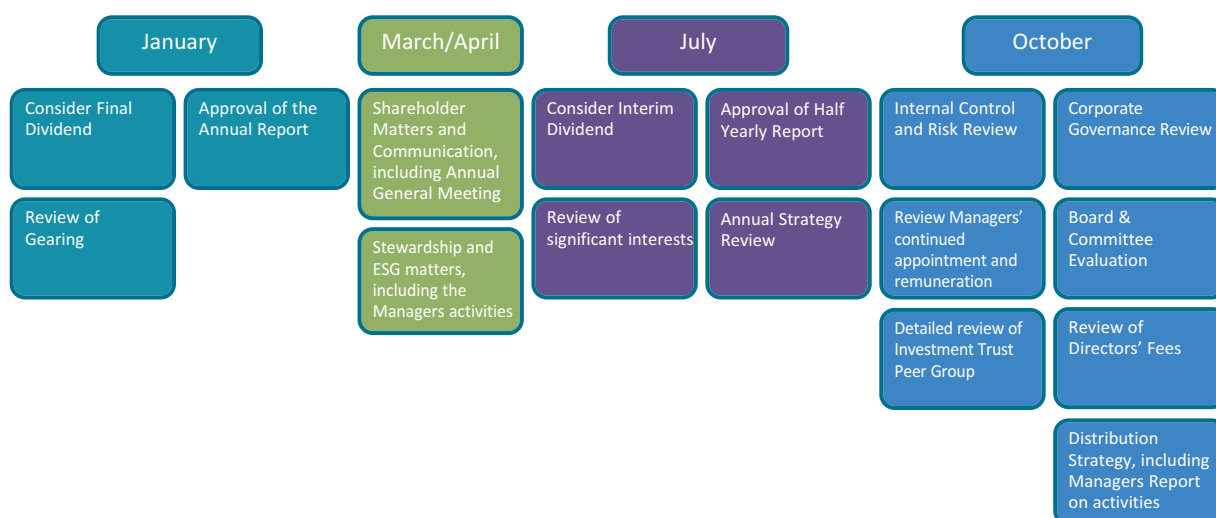 January
March/April
July
October
Consider Final
Dividend
Approval of the
Annual Report
Review of
Gearing
Shareholder
Matters and
Communication,
including Annual
General Meeting
Stewardship and
ESG matters,
including the
Managers activities
Consider Interim
Dividend
Approval of Half
Yearly Report
Review of
significant interests
Annual Strategy
Review
Internal Control
and Risk Review
Corporate
Governance Review
Review Managers’
continued
appointment and
remuneration
Board &
Committee
Evaluation
Detailed review of
Investment Trust
Peer Group
Review of
Directors’ Fees
Distribution
Strategy, including
Managers Report
on activities